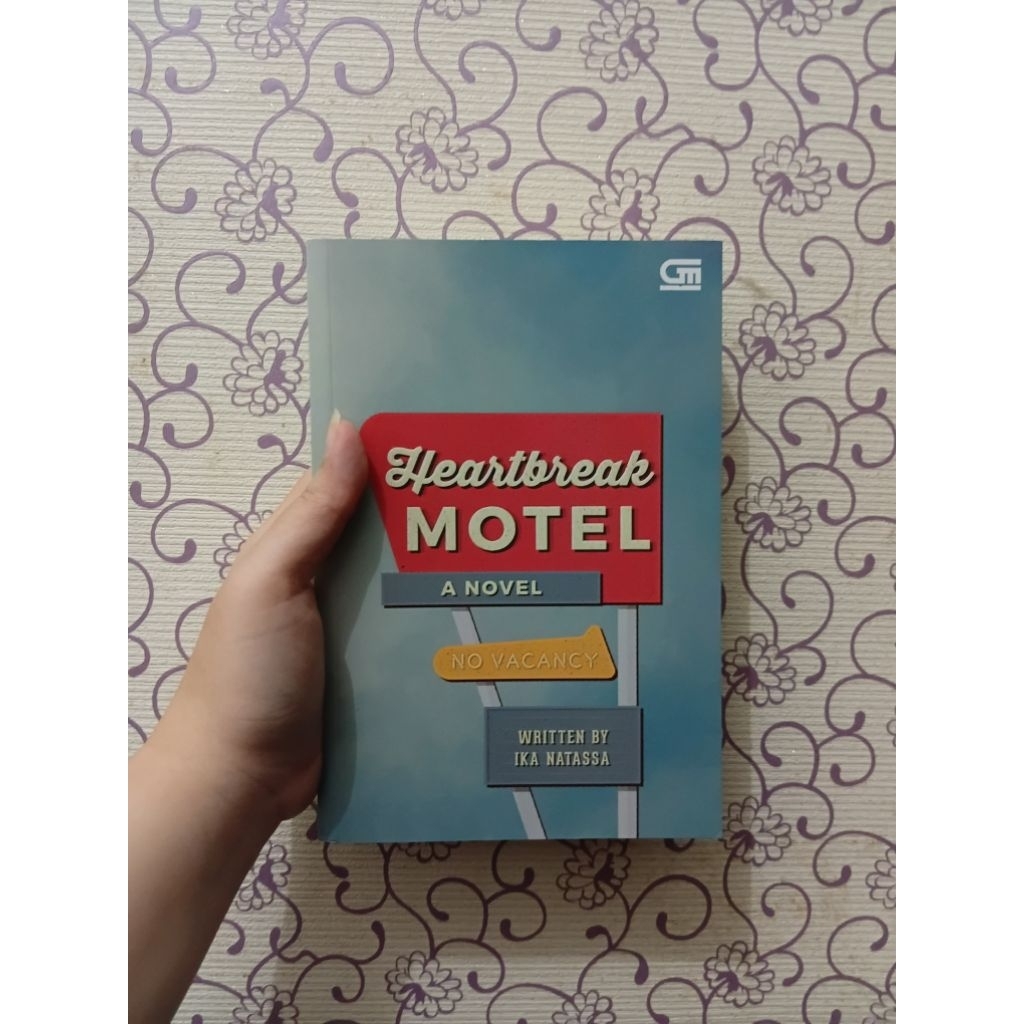 GM
Heartbreak
MOTEL
A NOVEL
NO VACANCY
WRITTEN BY
IKA NATASSA